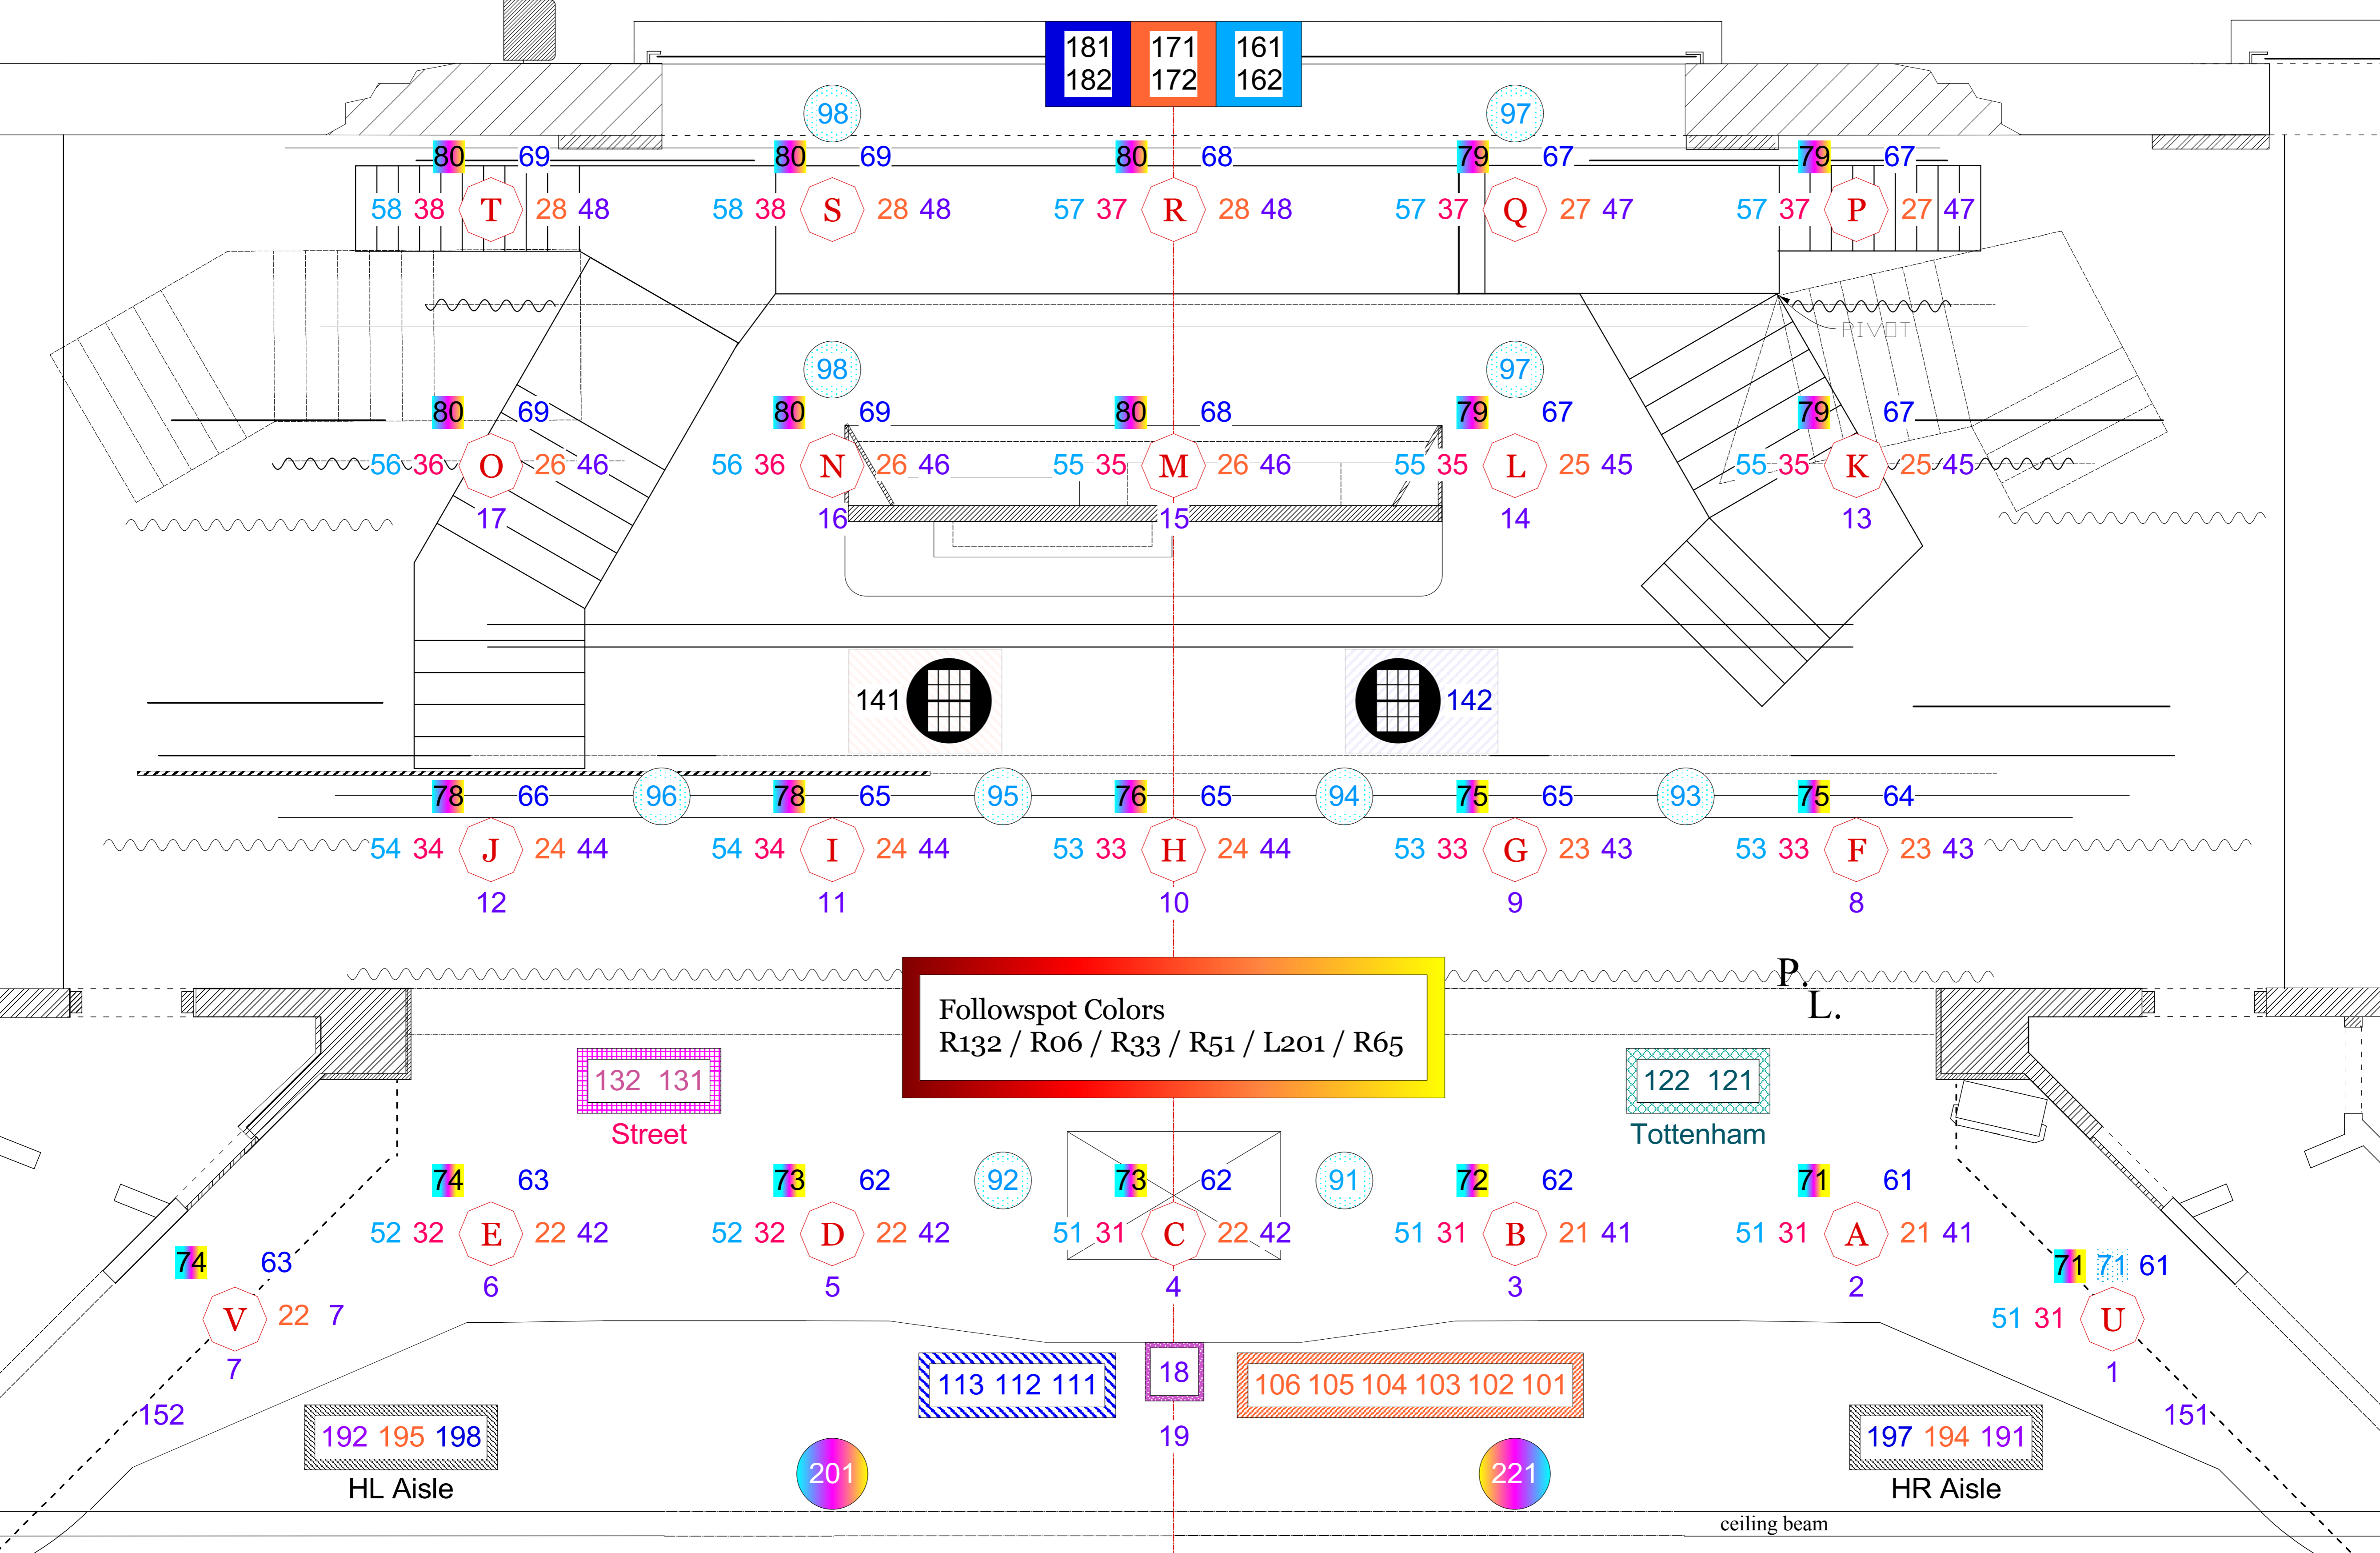 181 171 161
182 172 162
98 97
80 69 80 69 80 68 79 67 79 67
58 38 T 28 48 58 38 S 28 48 57 37 R 28 48 57 37 Q 27 47 57 37 P 27 47
PIVOT
98 97
80 69 80 69 80 68 79 67 79 67
56 36 O 26 46 56 36 N 26 46 55 35 M 26 46 55 35 L 25 45 55 35 K 25 45
17 16 15 14 13
141 142
78 66 96 78 65 95 76 65 94 75 65 93 75 64
54 34 J 24 44 54 34 I 24 44 53 33 H 24 44 53 33 G 23 43 53 33 F 23 43
12 11 10 9 8
P.
L.
Followspot Colors
R132 / R06 / R33 / R51 / L201 / R65
132 131 122 121
Street Tottenham
74 63 73 62 92 73 62 91 72 62 71 61
52 32 E 22 42 52 32 D 22 42 51 31 C 22 42 51 31 B 21 41 51 31 A 21 41
6 5 4 3 2
74 63 71 71 61
V 22 7 51 31 U
7 1
113 112 111 18 106 105 104 103 102 101
152 151
192 195 198 19 197 194 191
201 221
HL Aisle HR Aisle
ceiling beam